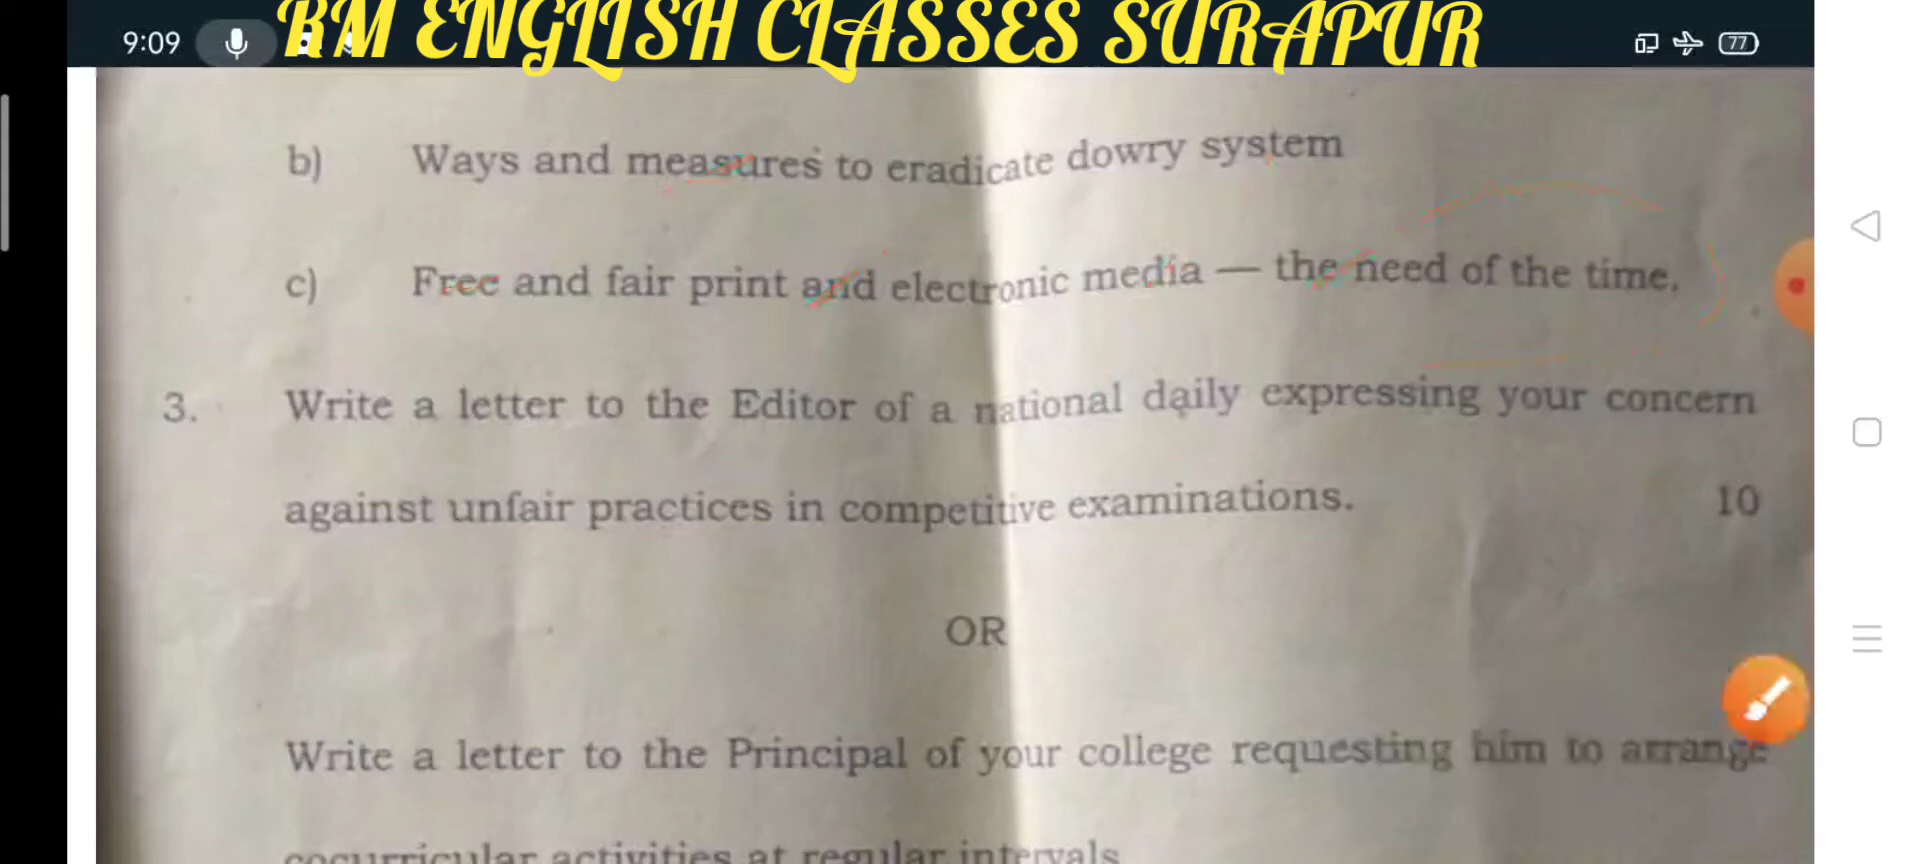 RM ENGLISH CLASSES SURAPUR
9:09
77
b) Ways and measures to eradicate dowry system
c) Free and fair print and electronic media — the need of the time.
3. Write a letter to the Editor of a national daily expressing your concern
against unfair practices in competitive examinations. 10
OR
Write a letter to the Principal of your college requesting him to arrange
cocurricular activities at regular intervals